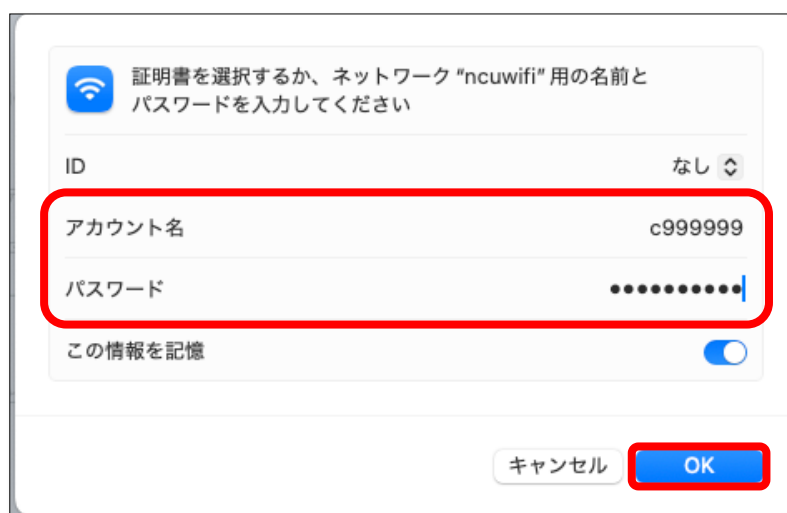 証明書を選択するか、ネットワーク “ncuwifi” 用の名前と
パスワードを入力してください
ID なし
アカウント名 c999999
パスワード ••••••••••
この情報を記憶
キャンセル OK